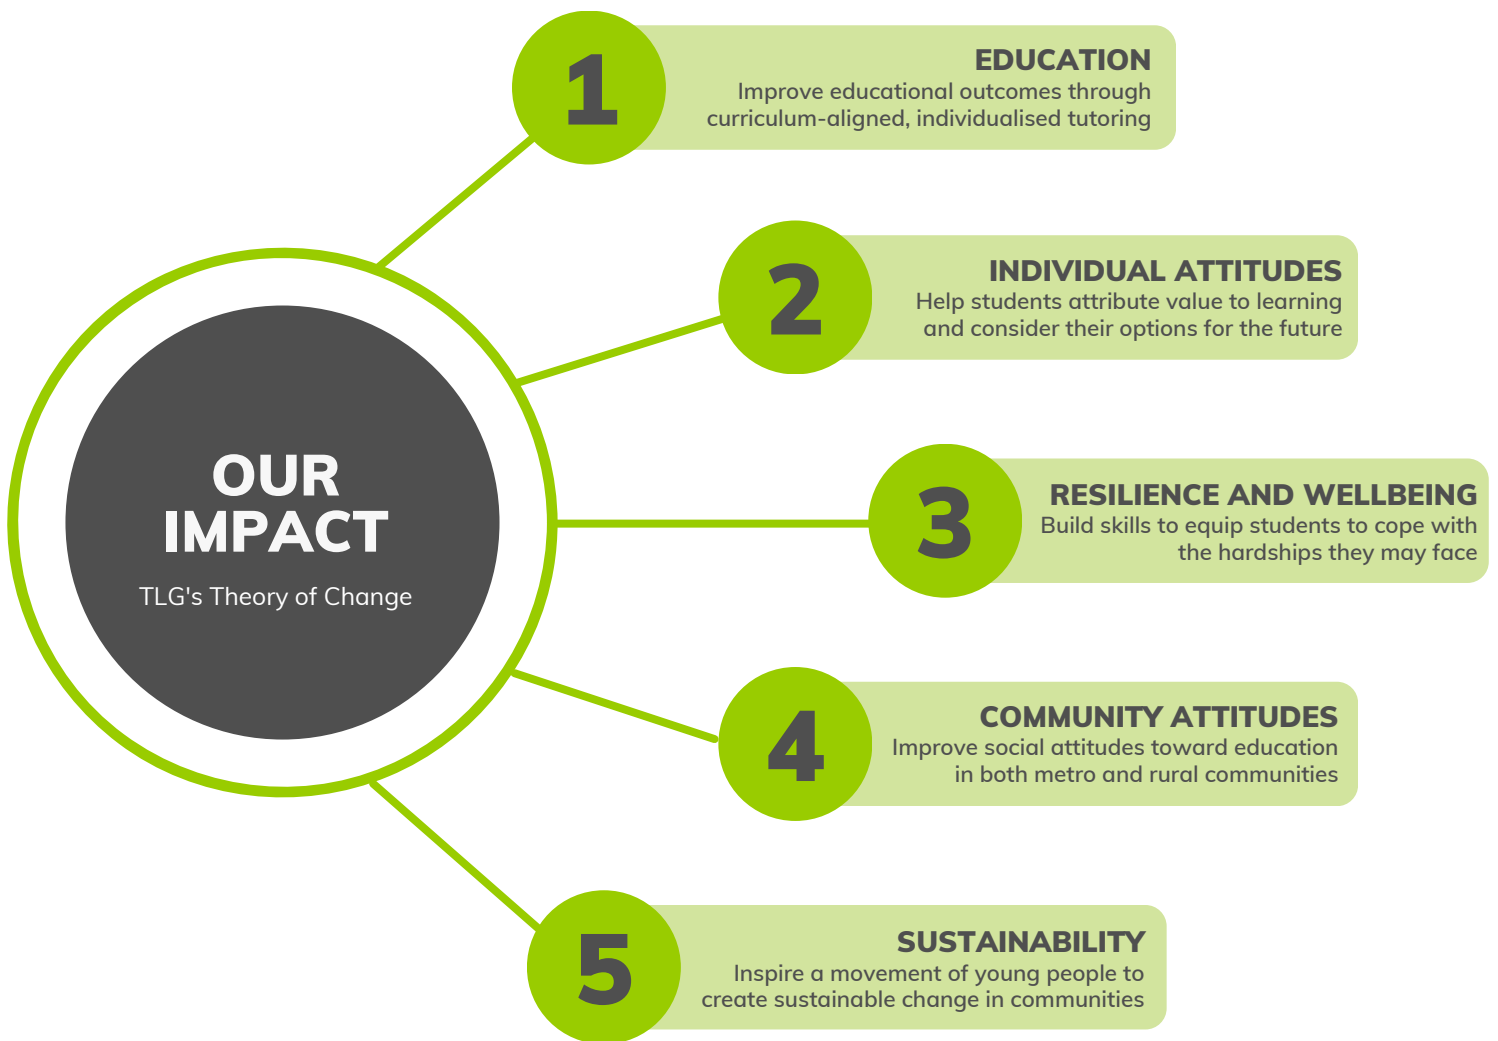 OUR
IMPACT
TLG's Theory of Change
1
EDUCATION
Improve educational outcomes through
curriculum-aligned, individualised tutoring
2
INDIVIDUAL ATTITUDES
Help students attribute value to learning
and consider their options for the future
3
RESILIENCE AND WELLBEING
Build skills to equip students to cope with
the hardships they may face
4
COMMUNITY ATTITUDES
Improve social attitudes toward education
in both metro and rural communities
5
SUSTAINABILITY
Inspire a movement of young people to
create sustainable change in communities